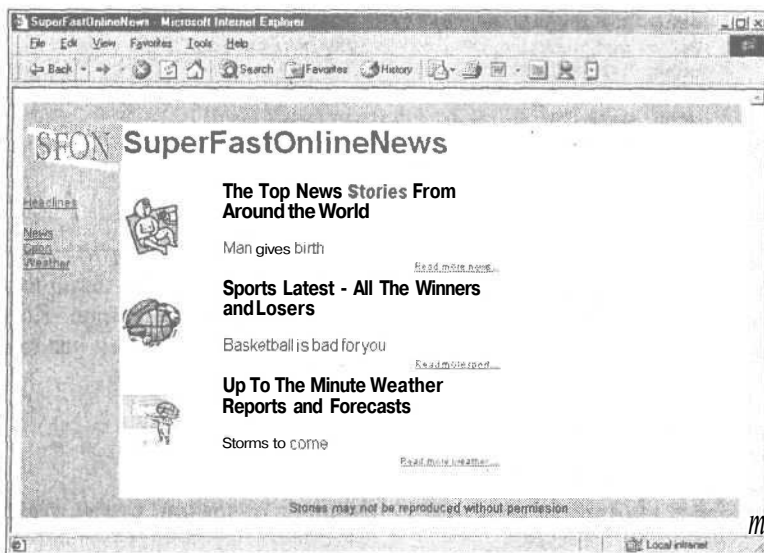 SuperFastOnlineNews - Microsoft Internet Explorer
File Edit View Favorites Tools Help
Back Search Favorites History
SFON SuperFastOnlineNews
Headlines
News
Sport
Weather
The Top News Stories From
Around the World
Man gives birth
Read more news...
Sports Latest - All The Winners
and Losers
Basketball is bad for you
Read more sport...
Up To The Minute Weather
Reports and Forecasts
Storms to come
Read more weather...
Stories may not be reproduced without permission
m
Local intranet